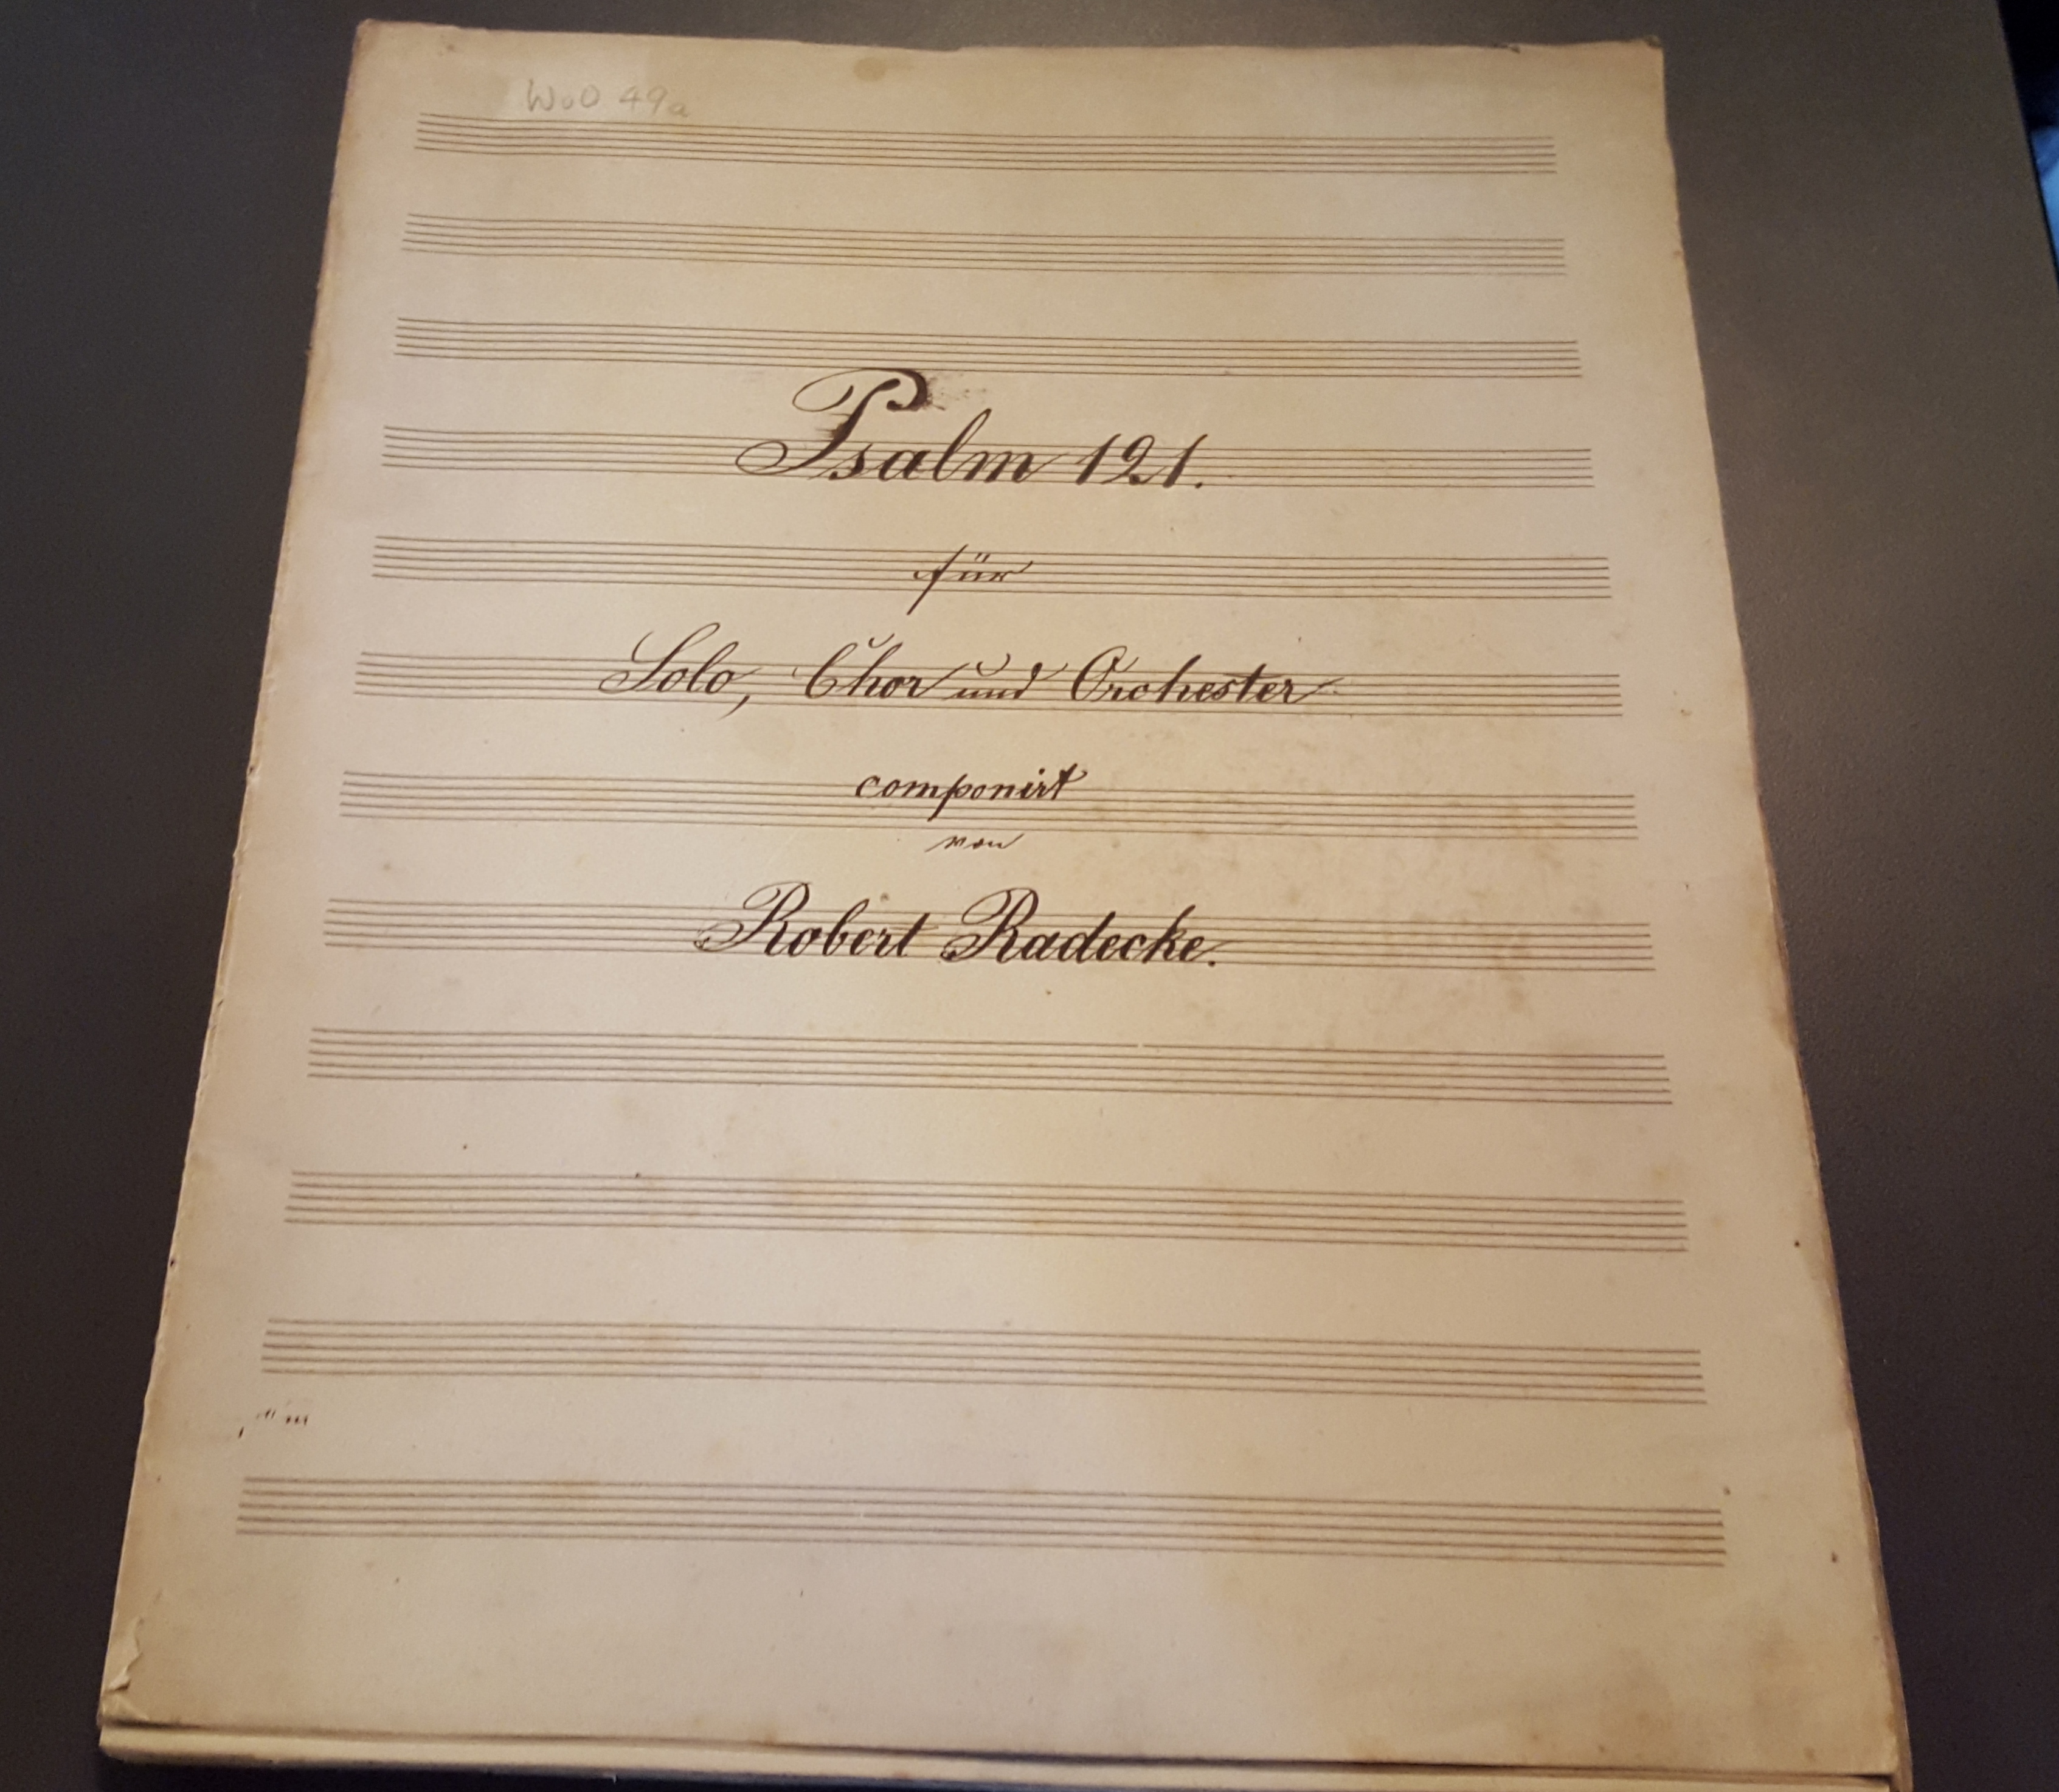 WoO 49a
Psalm 121.
für
Solo, Chor und Orchester
componirt
von
Robert Radecke.